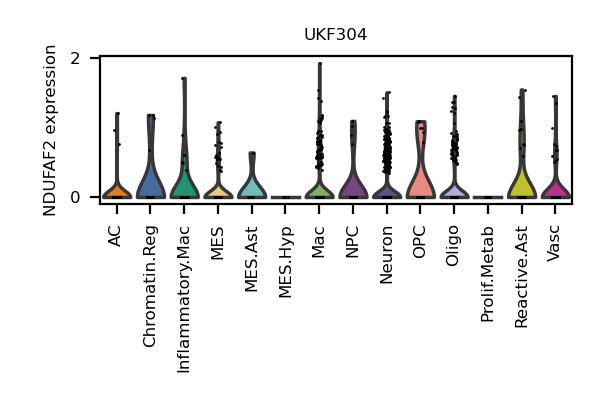 UKF304
NDUFAF2 expression
2
0
AC
Chromatin.Reg
Inflammatory.Mac
MES
MES.Ast
MES.Hyp
Mac
NPC
Neuron
OPC
Oligo
Prolif.Metab
Reactive.Ast
Vasc